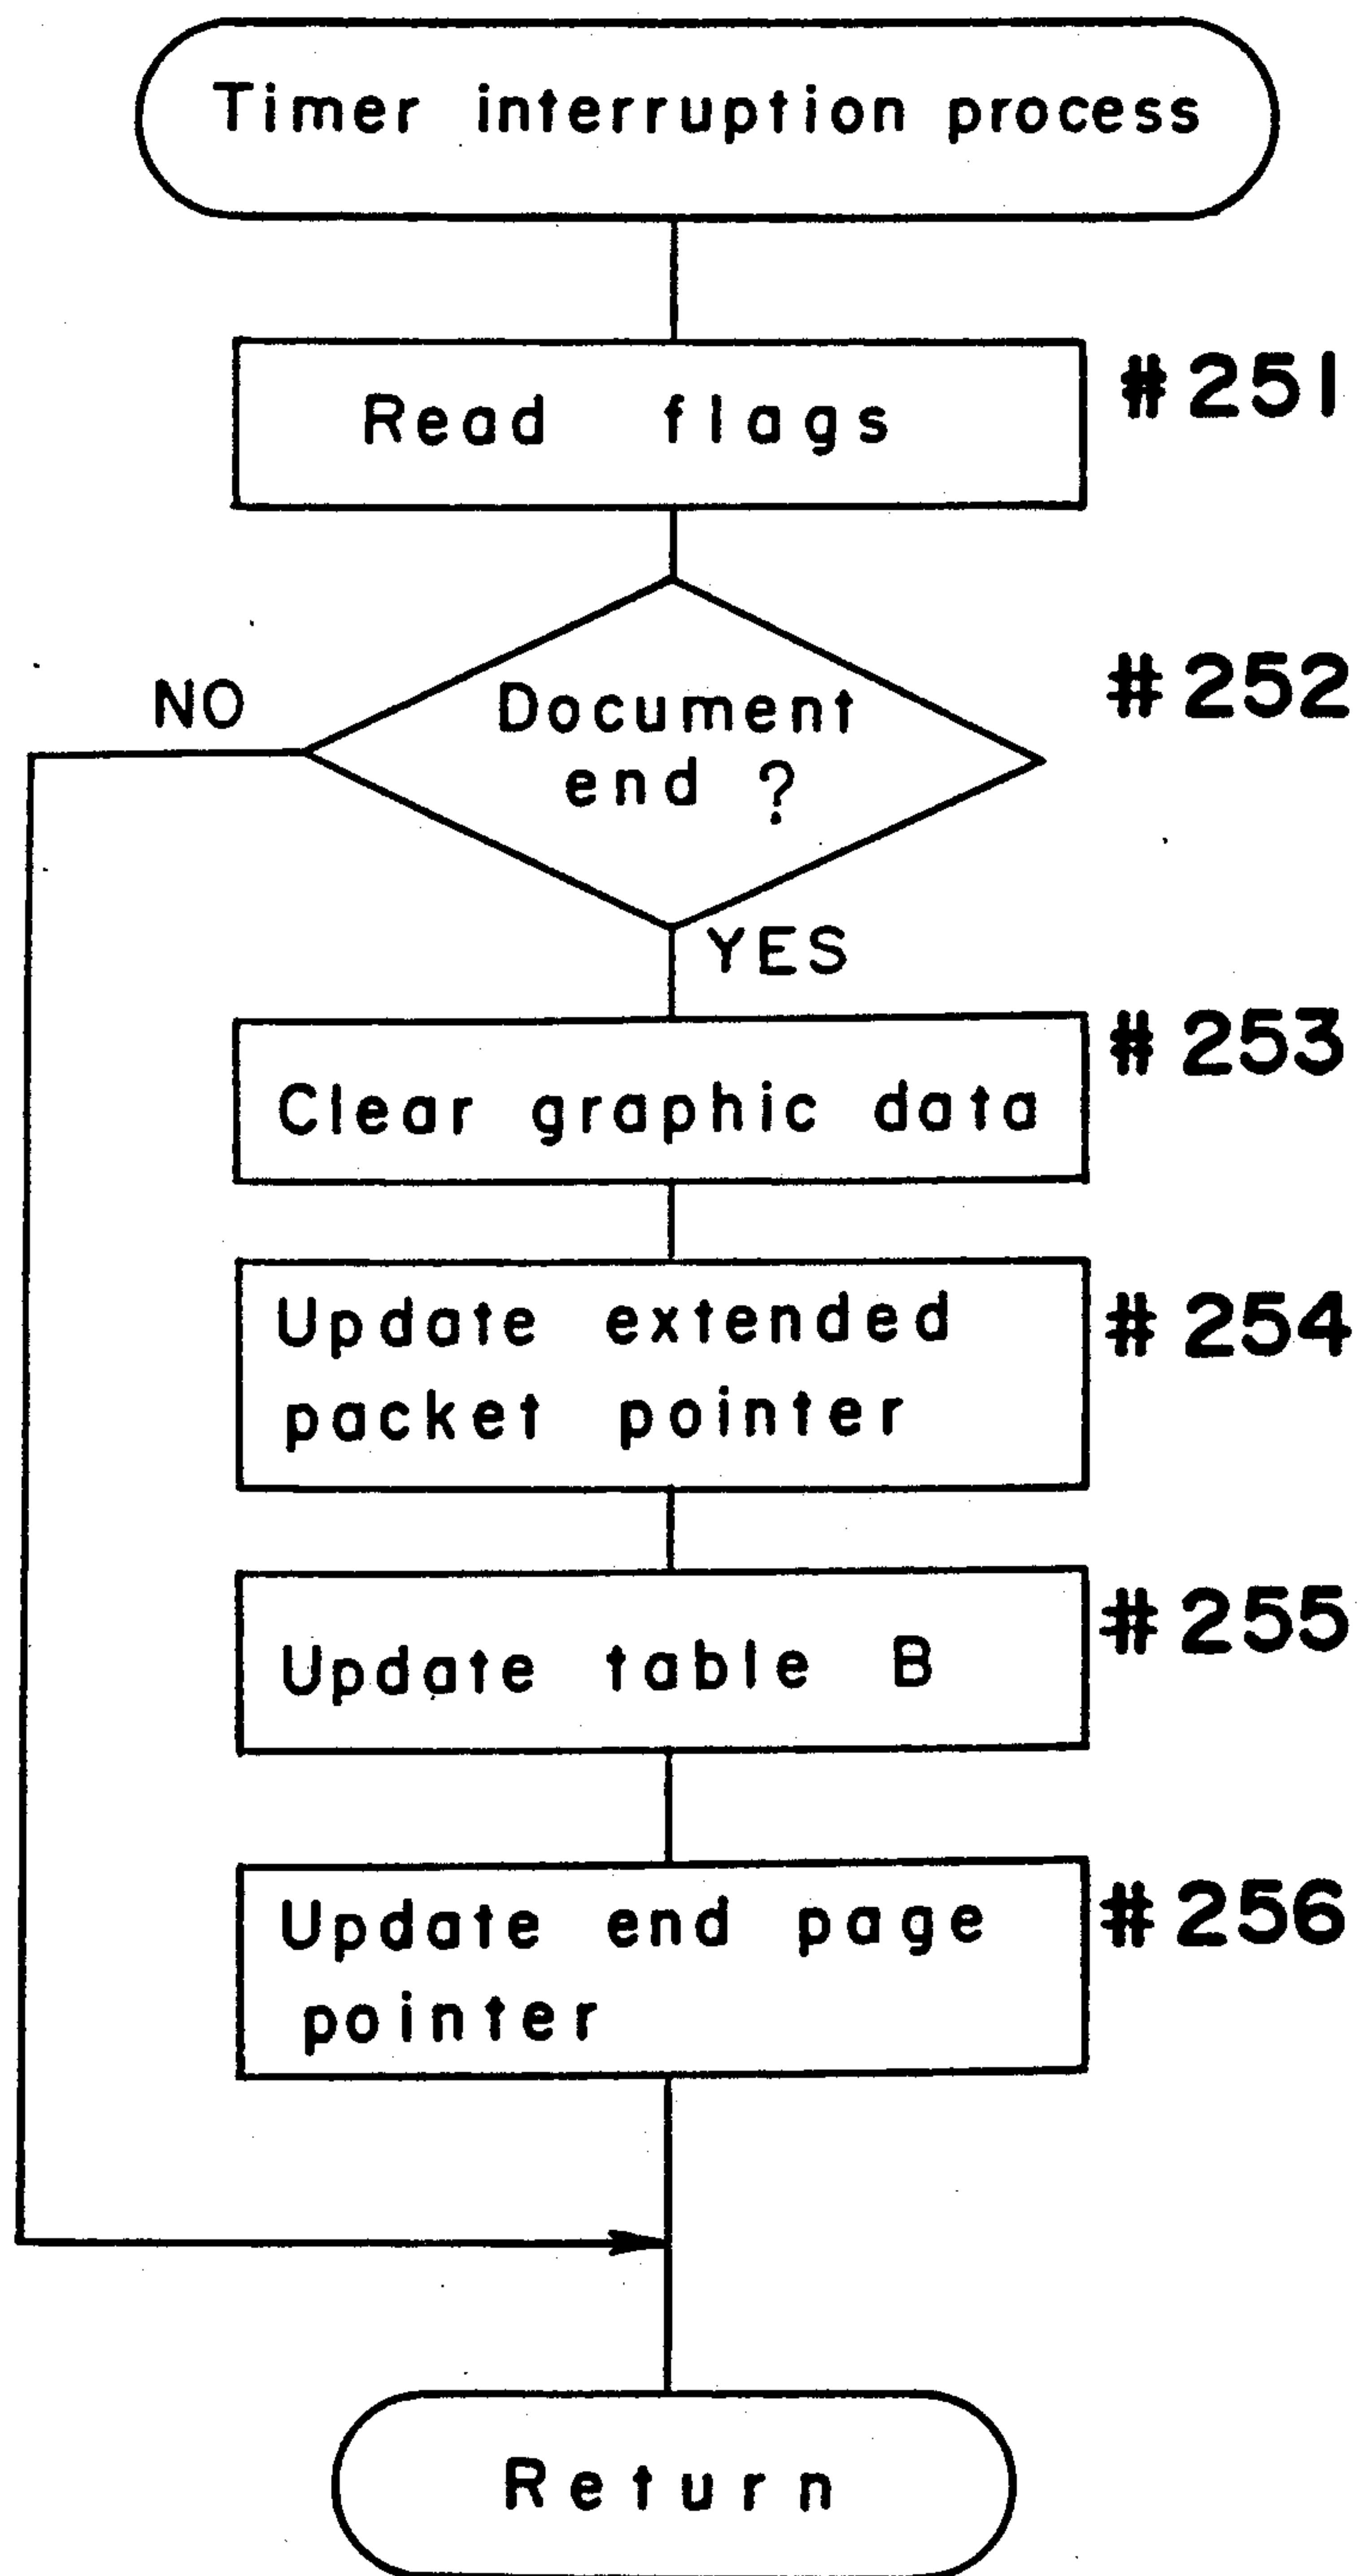 Timer interruption process
Read flags
#251
#252
NO
Document
end ?
YES
#253
Clear graphic data
Update extended
#254
packet pointer
#255
Update table B
Update end page
#256
pointer
Return